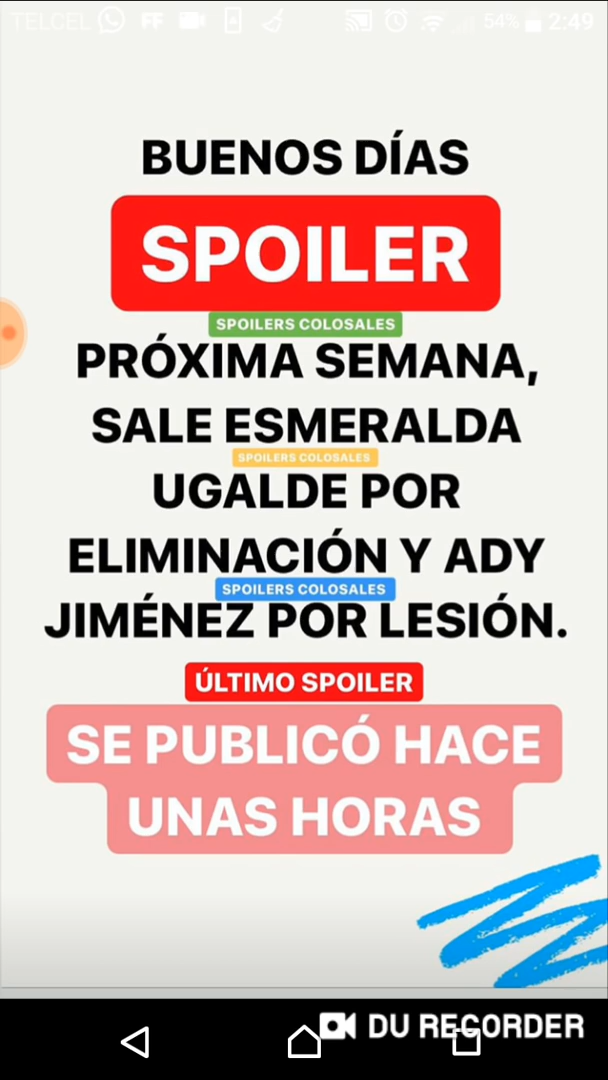 TELCEL FF 54% 2:49
BUENOS DÍAS
SPOILER
SPOILERS COLOSALES
PRÓXIMA SEMANA,
SALE ESMERALDA
SPOILERS COLOSALES
UGALDE POR
ELIMINACIÓN Y ADY
SPOILERS COLOSALES
JIMÉNEZ POR LESIÓN.
ÚLTIMO SPOILER
SE PUBLICÓ HACE
UNAS HORAS
DU RECORDER